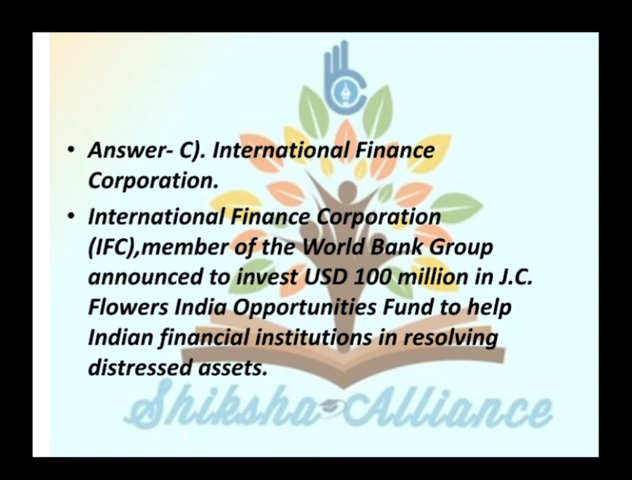 • Answer- C). International Finance
Corporation.
• International Finance Corporation
(IFC),member of the World Bank Group
announced to invest USD 100 million in J.C.
Flowers India Opportunities Fund to help
Indian financial institutions in resolving
distressed assets.
Shiksha Alliance